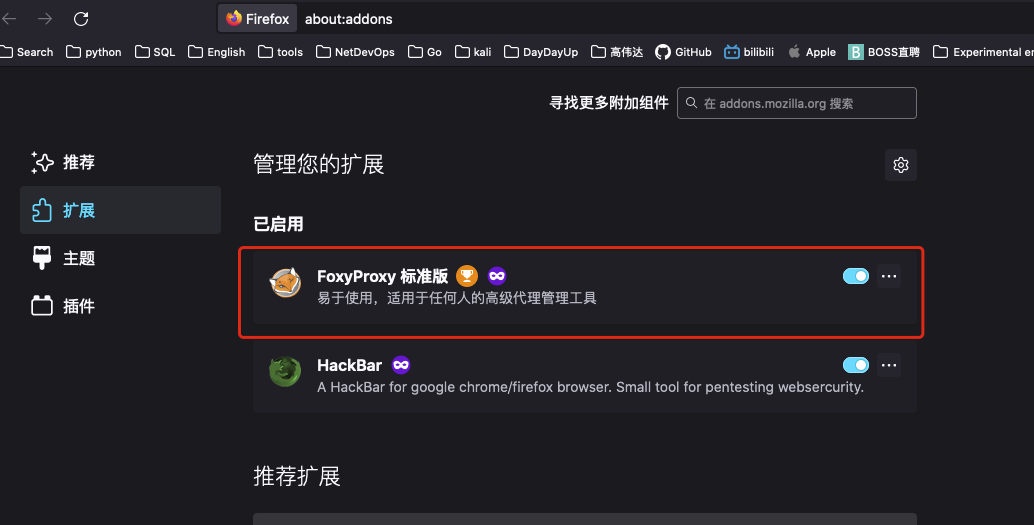 Firefox about:addons
Search python SQL English tools NetDevOps Go kali DayDayUp 高伟达 GitHub bilibili Apple B BOSS直聘 Experimental en
寻找更多附加组件 在 addons.mozilla.org 搜索
推荐
扩展
主题
插件
管理您的扩展
已启用
FoxyProxy 标准版
易于使用，适用于任何人的高级代理管理工具
HackBar
A HackBar for google chrome/firefox browser. Small tool for pentesting websercurity.
推荐扩展